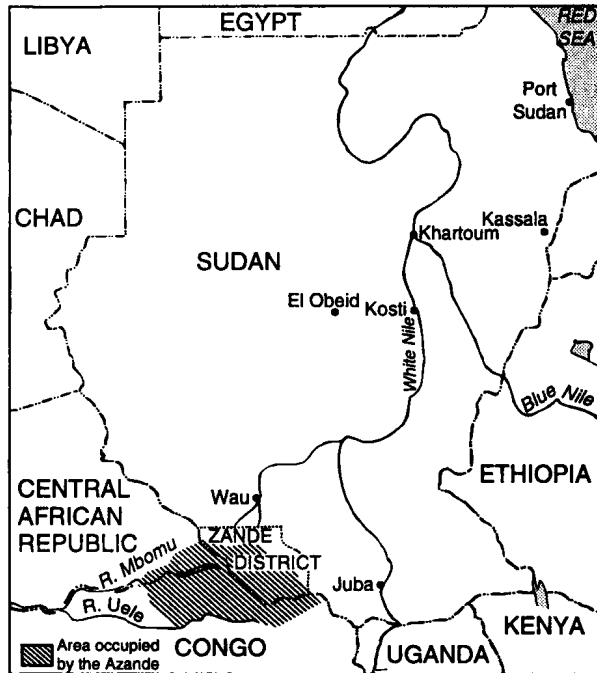 LIBYA
EGYPT
RED
SEA
Port
Sudan
CHAD
Kassala
Khartoum
SUDAN
El Obeid
Kosti
White Nile
Blue Nile
CENTRAL
AFRICAN
REPUBLIC
Wau
ETHIOPIA
ZANDE
DISTRICT
R. Mbomu
R. Uele
Juba
KENYA
Area occupied
by the Azande
CONGO
UGANDA